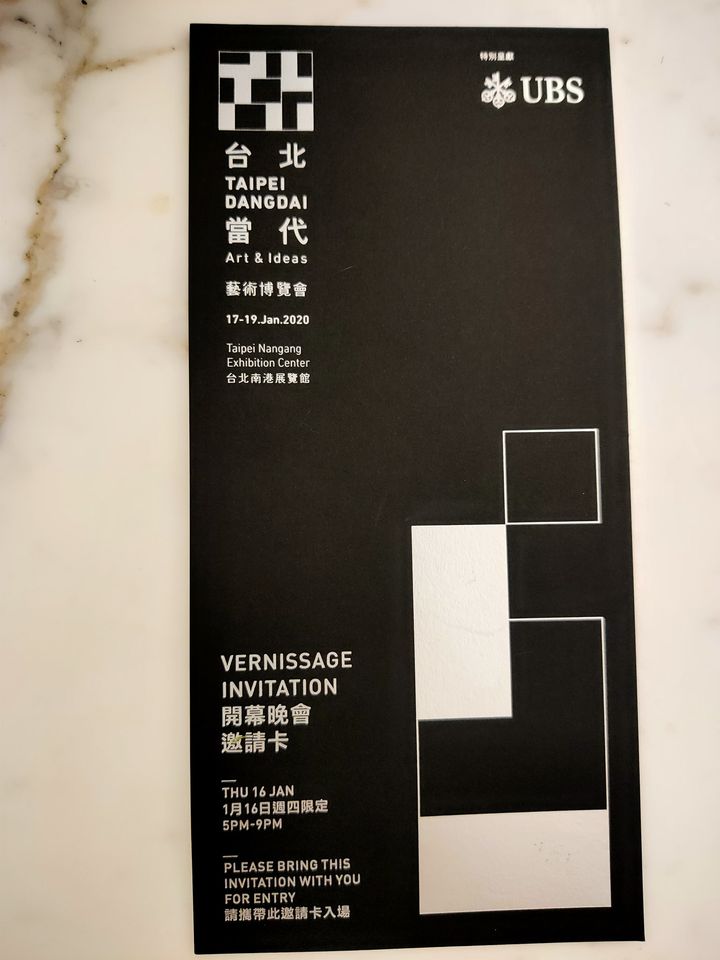 台北
TAIPEI
DANGDAI
當代
Art & Ideas
藝術博覽會
17-19.Jan.2020
Taipei Nangang
Exhibition Center
台北南港展覽館
特別呈獻
UBS
VERNISSAGE
INVITATION
開幕晚會
邀請卡
THU 16 JAN
1月16日週四限定
5PM-9PM
PLEASE BRING THIS
INVITATION WITH YOU
FOR ENTRY
請攜帶此邀請卡入場